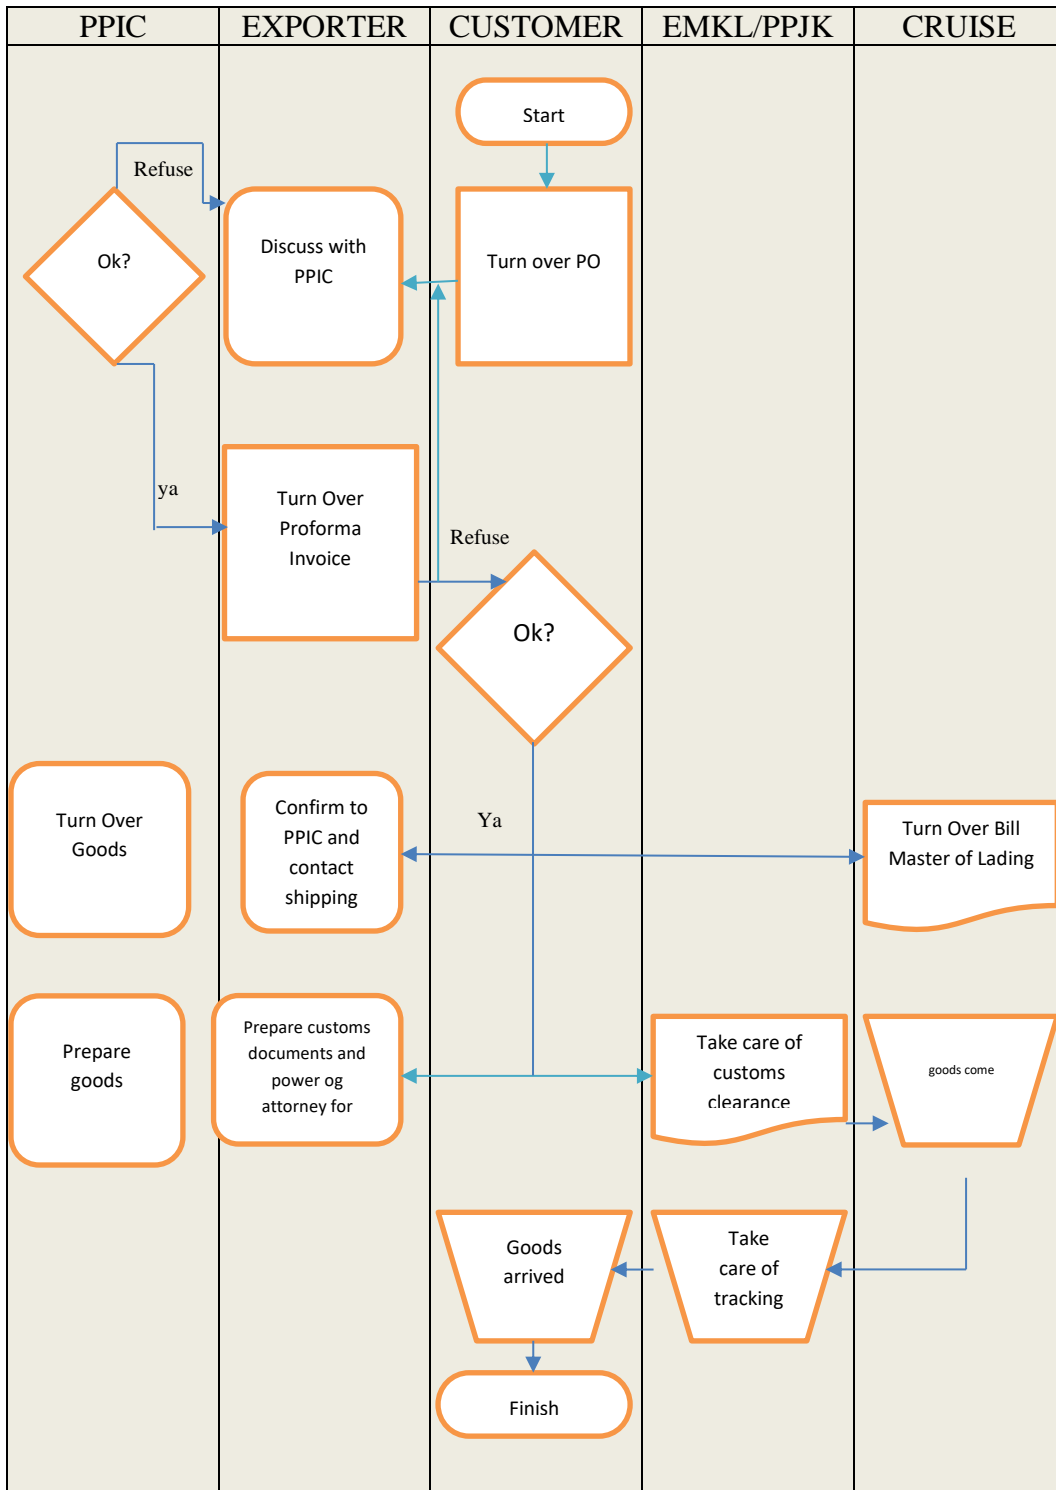 PPIC
EXPORTER
CUSTOMER
EMKL/PPJK
CRUISE
Start
Refuse
Ok?
Discuss with
PPIC
Turn over PO
ya
Turn Over
Proforma
Invoice
Refuse
Ok?
Turn Over
Goods
Confirm to
PPIC and
contact
shipping
Ya
Turn Over Bill
Master of Lading
Prepare
goods
Prepare customs
documents and
power og
attorney for
Take care of
customs
clearance
goods come
Goods
arrived
Take
care of
tracking
Finish